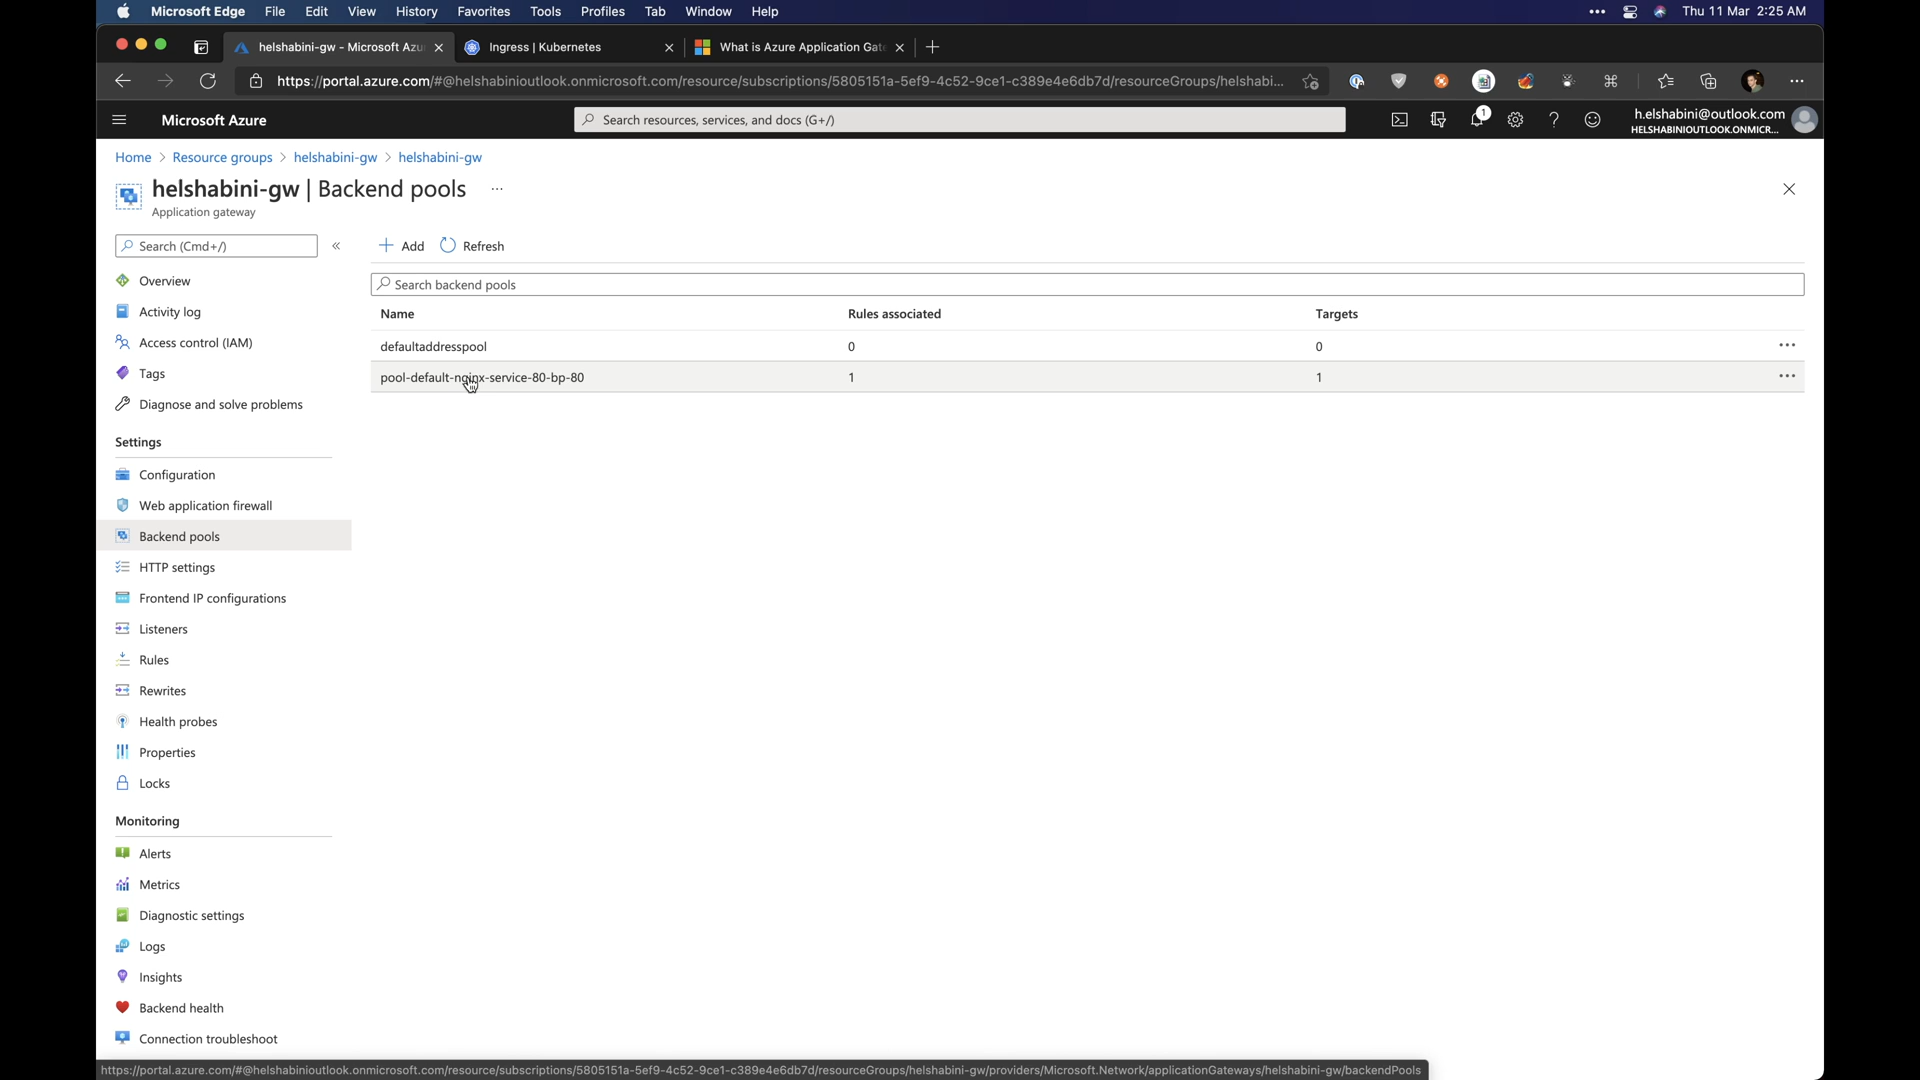 Microsoft Edge File Edit View History Favorites Tools Profiles Tab Window Help Thu 11 Mar 2:25 AM
helshabini-gw - Microsoft Azu Ingress | Kubernetes What is Azure Application Gate
https://portal.azure.com/#@helshabinioutlook.onmicrosoft.com/resource/subscriptions/5805151a-5ef9-4c52-9ce1-c389e4e6db7d/resourceGroups/helshabi...
Microsoft Azure
Search resources, services, and docs (G+/)
1
h.elshabini@outlook.com
HELSHABINIOUTLOOK.ONMICR...
Home > Resource groups > helshabini-gw > helshabini-gw
helshabini-gw | Backend pools ...
Application gateway
Search (Cmd+/)
Overview
Activity log
Access control (IAM)
Tags
Diagnose and solve problems
Settings
Configuration
Web application firewall
Backend pools
HTTP settings
Frontend IP configurations
Listeners
Rules
Rewrites
Health probes
Properties
Locks
Monitoring
Alerts
Metrics
Diagnostic settings
Logs
Insights
Backend health
Connection troubleshoot
Add Refresh
Search backend pools
Name Rules associated Targets
defaultaddresspool 0 0
pool-default-nginx-service-80-bp-80 1 1
https://portal.azure.com/#@helshabinioutlook.onmicrosoft.com/resource/subscriptions/5805151a-5ef9-4c52-9ce1-c389e4e6db7d/resourceGroups/helshabini-gw/providers/Microsoft.Network/applicationGateways/helshabini-gw/backendPools